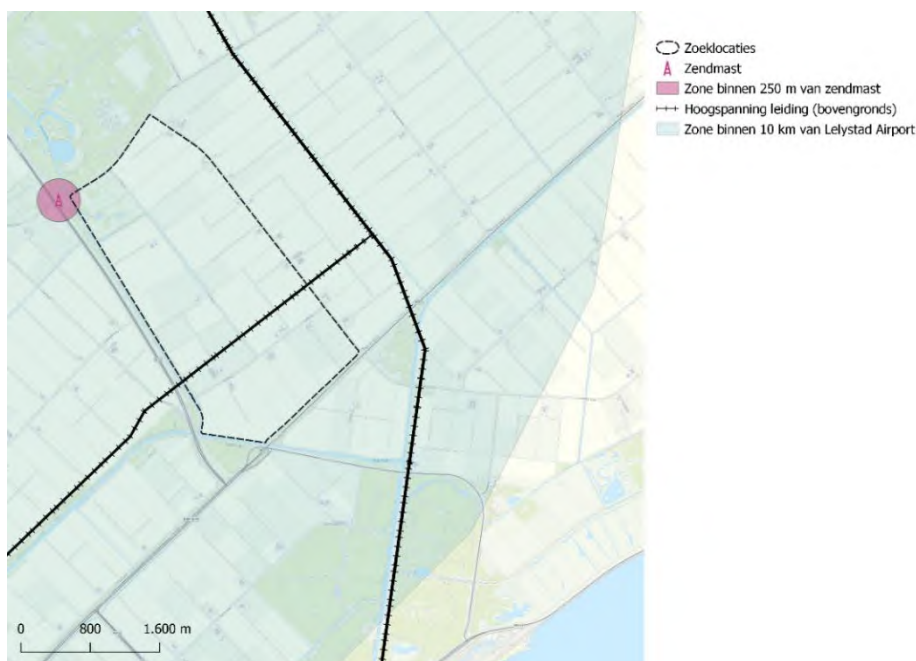 Zoeklocaties
Zendmast
Zone binnen 250 m van zendmast
Hoogspanning leiding (bovengronds)
Zone binnen 10 km van Lelystad Airport
0 800 1.600 m